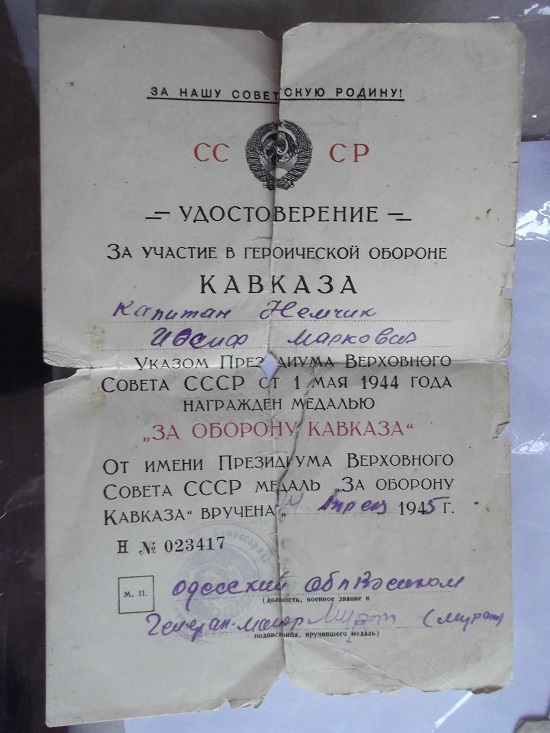 ЗА НАШУ СОВЕТСКУЮ РОДИНУ!
СС СР
УДОСТОВЕРЕНИЕ
ЗА УЧАСТИЕ В ГЕРОИЧЕСКОЙ ОБОРОНЕ
КАВКАЗА
Капитан Немчик
Иосиф Маркович
УКАЗОМ ПРЕЗИДИУМА ВЕРХОВНОГО
СОВЕТА СССР ОТ 1 МАЯ 1944 ГОДА
НАГРАЖДЕН МЕДАЛЬЮ
„ЗА ОБОРОНУ КАВКАЗА“
ОТ ИМЕНИ ПРЕЗИДИУМА ВЕРХОВНОГО
СОВЕТА СССР МЕДАЛЬ „ЗА ОБОРОНУ
КАВКАЗА“ ВРУЧЕНА „ 1945 Г.
Н № 023417
М. П.
Одесский Облвоенком
(должность, военное звание и
Генерал-майор
подпись лица, вручившего медаль)